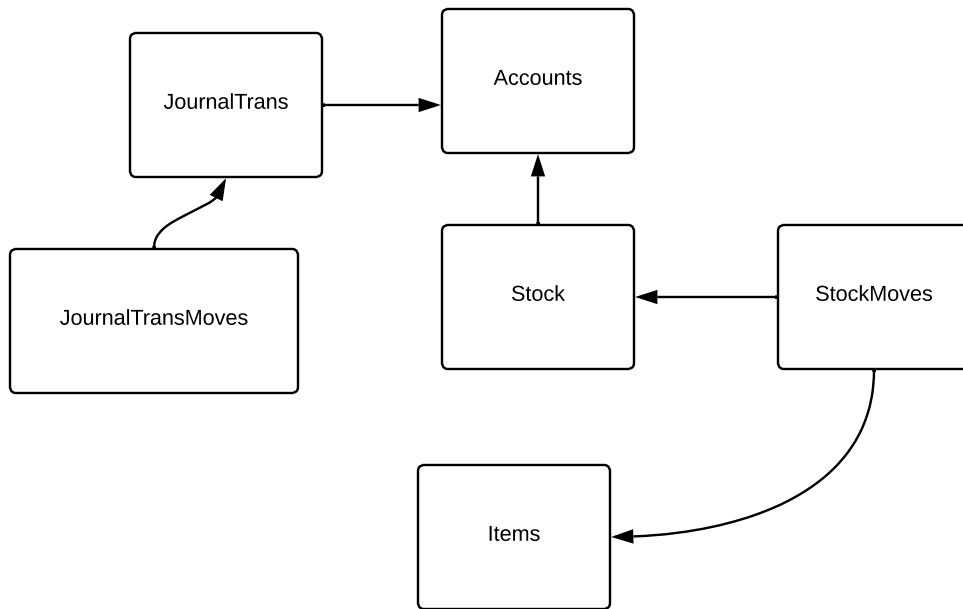 Accounts
JournalTrans
Stock
StockMoves
JournalTransMoves
Items